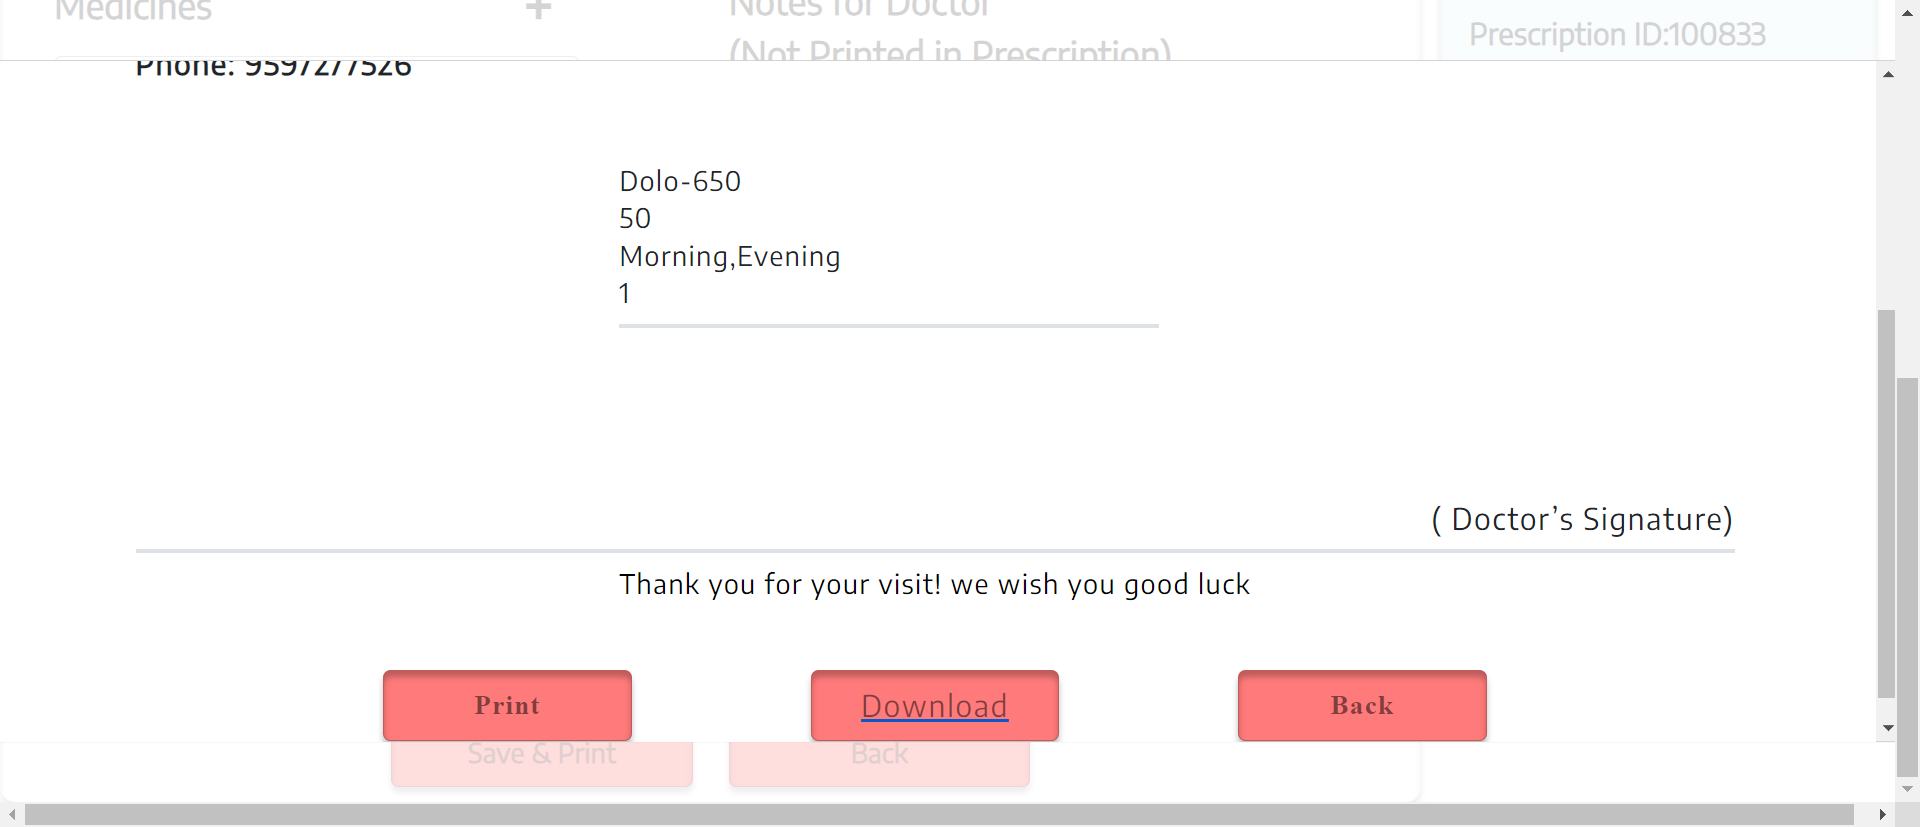 Medicines +
Notes for Doctor
(Not Printed in Prescription)
Prescription ID:100833
Phone: 9597277526
Dolo-650
50
Morning,Evening
1
( Doctor’s Signature)
Thank you for your visit! we wish you good luck
Print
Download
Back
Save & Print
Back